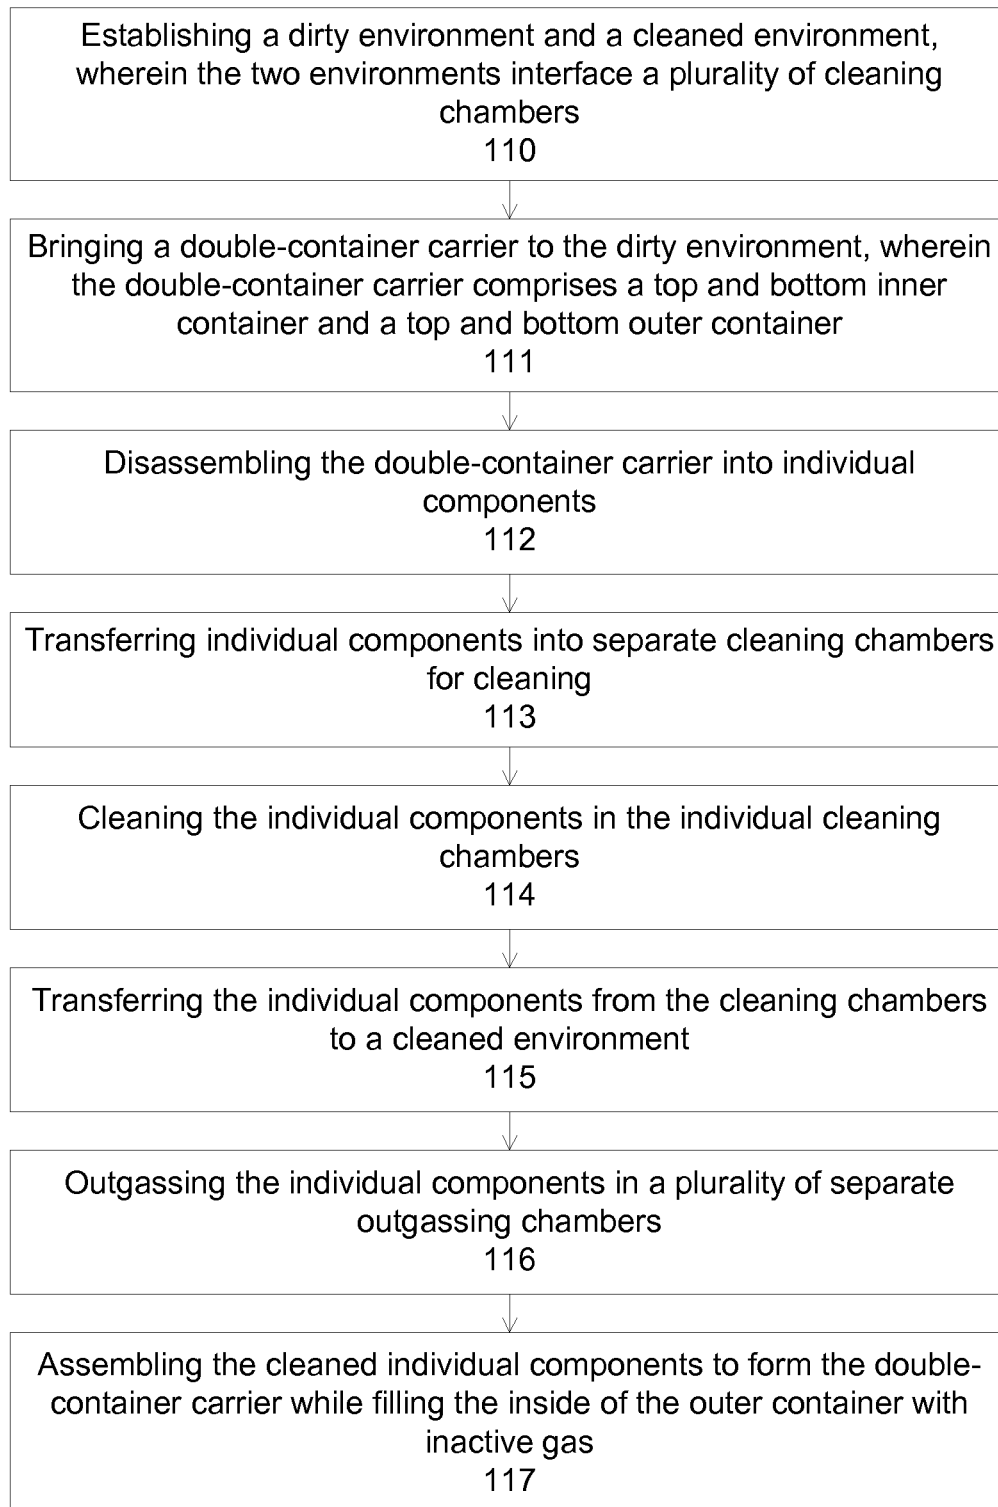 Establishing a dirty environment and a cleaned environment,
wherein the two environments interface a plurality of cleaning
chambers
110
Bringing a double-container carrier to the dirty environment, wherein
the double-container carrier comprises a top and bottom inner
container and a top and bottom outer container
111
Disassembling the double-container carrier into individual
components
112
Transferring individual components into separate cleaning chambers
for cleaning
113
Cleaning the individual components in the individual cleaning
chambers
114
Transferring the individual components from the cleaning chambers
to a cleaned environment
115
Outgassing the individual components in a plurality of separate
outgassing chambers
116
Assembling the cleaned individual components to form the double-
container carrier while filling the inside of the outer container with
inactive gas
117